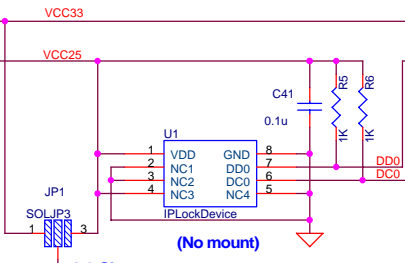 VCC33
VCC25
C41
0.1u
R5
1K
R6
1K
U1
1 VDD GND 8
2 NC1 DD0 7
3 NC2 DC0 6
4 NC3 NC4 5
IPLockDevice
DD0
DC0
JP1
SOLJP3
1 3
(No mount)